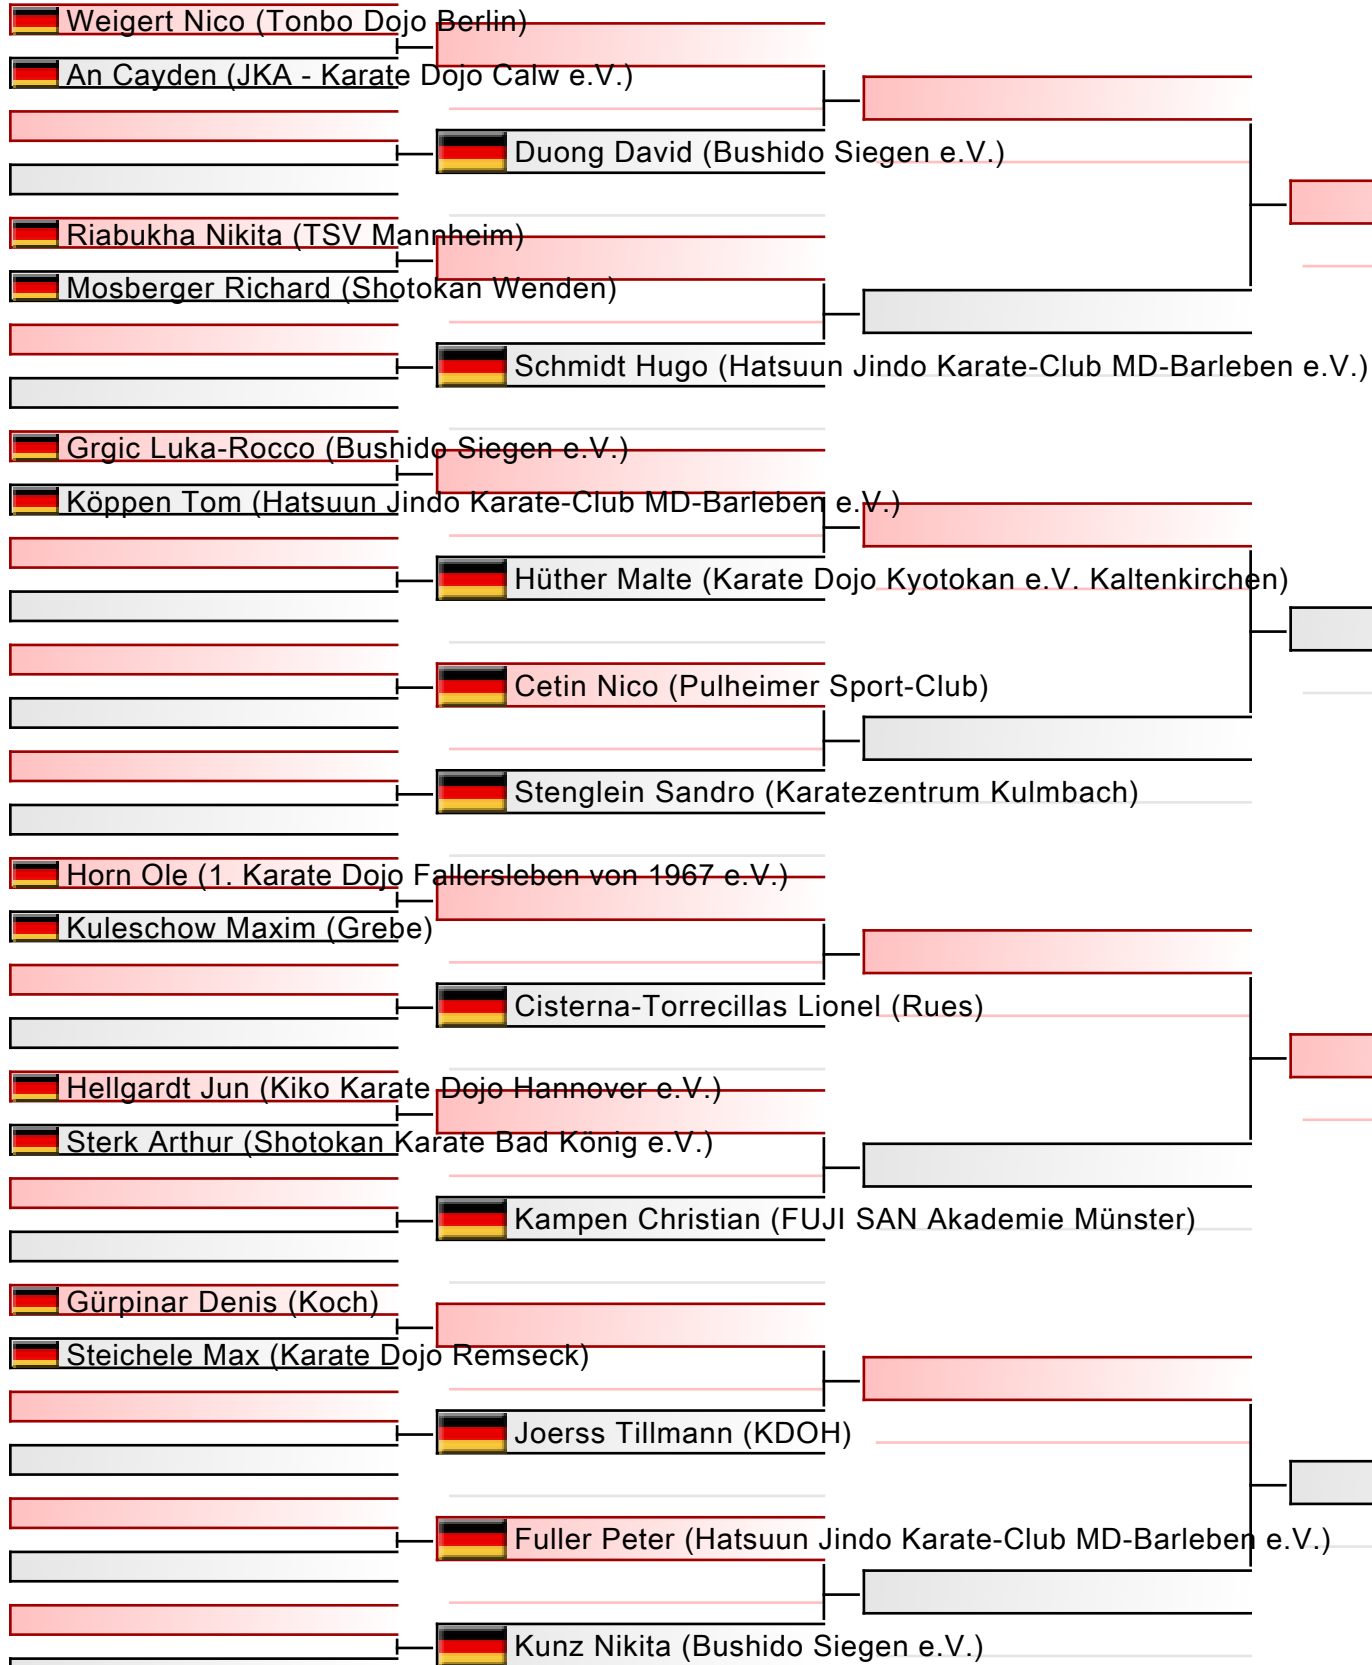 Weigert Nico (Tonbo Dojo Berlin)
An Cayden (JKA - Karate Dojo Calw e.V.)
Duong David (Bushido Siegen e.V.)
Riabukha Nikita (TSV Mannheim)
Mosberger Richard (Shotokan Wenden)
Schmidt Hugo (Hatsuun Jindo Karate-Club MD-Barleben e.V.)
Grgic Luka-Rocco (Bushido Siegen e.V.)
Köppen Tom (Hatsuun Jindo Karate-Club MD-Barleben e.V.)
Hüther Malte (Karate Dojo Kyotokan e.V. Kaltenkirchen)
Cetin Nico (Pulheimer Sport-Club)
Stenglein Sandro (Karatezentrum Kulmbach)
Horn Ole (1. Karate Dojo Fallersleben von 1967 e.V.)
Kuleschow Maxim (Grebe)
Cisterna-Torrecillas Lionel (Rues)
Hellgardt Jun (Kiko Karate Dojo Hannover e.V.)
Sterk Arthur (Shotokan Karate Bad König e.V.)
Kampen Christian (FUJI SAN Akademie Münster)
Gürpinar Denis (Koch)
Steichele Max (Karate Dojo Remseck)
Joerss Tillmann (KDOH)
Fuller Peter (Hatsuun Jindo Karate-Club MD-Barleben e.V.)
Kunz Nikita (Bushido Siegen e.V.)